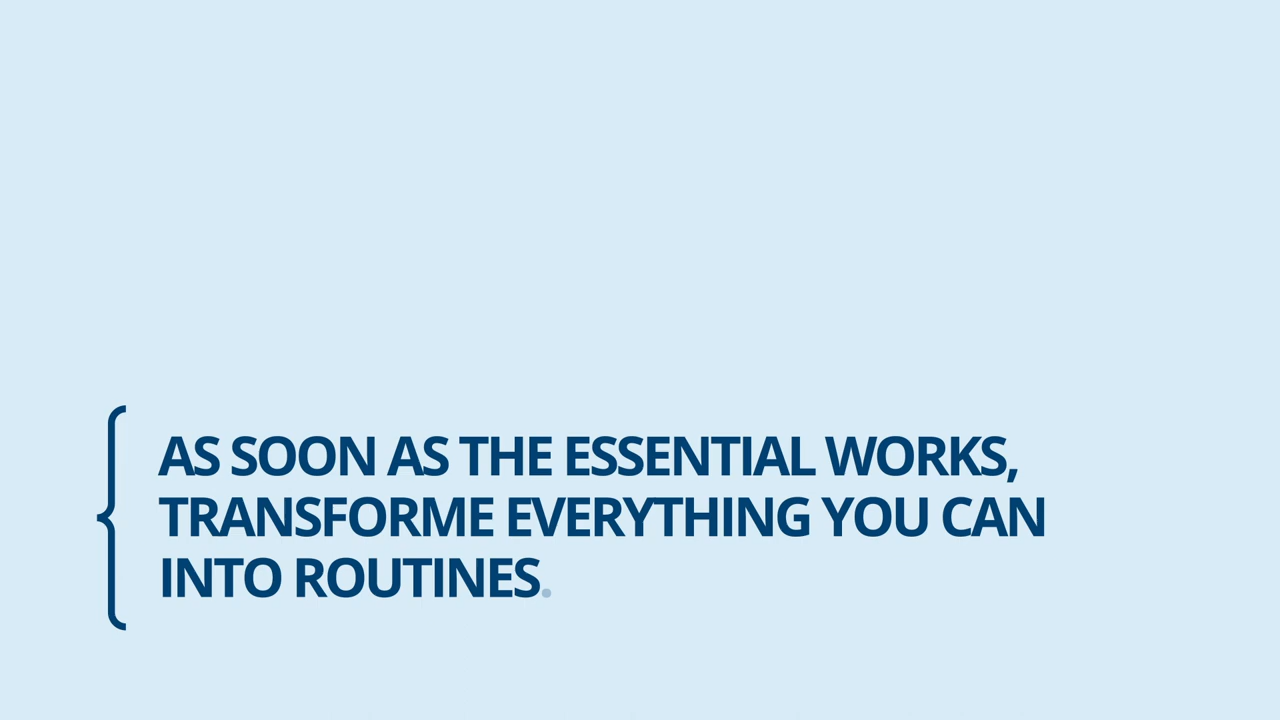 AS SOON AS THE ESSENTIAL WORKS,
TRANSFORME EVERYTHING YOU CAN
INTO ROUTINES.